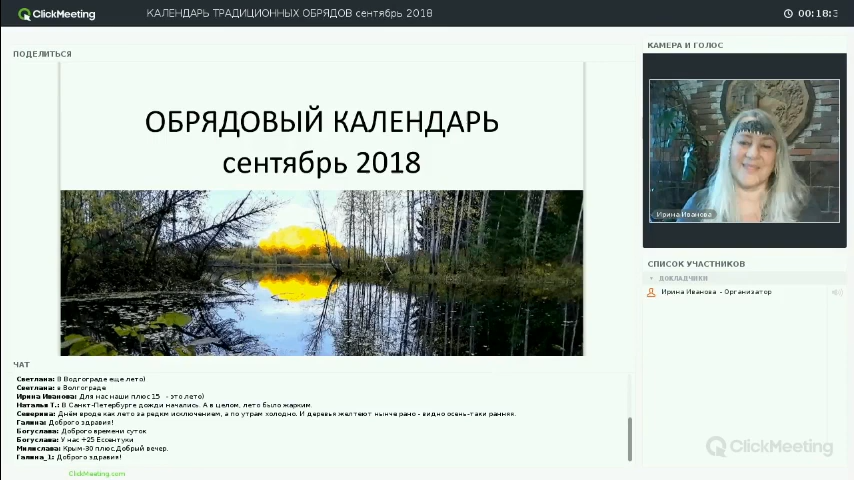 ClickMeeting
КАЛЕНДАРЬ ТРАДИЦИОННЫХ ОБРЯДОВ сентябрь 2018
00:18:3
ПОДЕЛИТЬСЯ
ОБРЯДОВЫЙ КАЛЕНДАРЬ
сентябрь 2018
КАМЕРА И ГОЛОС
Ирина Иванова
СПИСОК УЧАСТНИКОВ
ДОКЛАДЧИКИ
Ирина Иванова - Организатор
ЧАТ
Светлана: В Водгограде еще лето)
Светлана: в Волгограде
Ирина Иванова: Для нас наши плюс 15 - это лето)
Наталья Т.: В Санкт-Петербурге дожди начались. А в целом, лето было жарким.
Северина: Днём вроде как лето за редкм исключением, а по утрам холодно. И деревья желтеют нынче рано - видно осень-таки ранняя.
Галина: Доброго здравия!
Богуслава: Доброго времени суток
Богуслава: У нас +25 Ессентуки
Милислава: Крым-30 плюс.Добрый вечер.
Галина_1: Доброго здравия!
ClickMeeting.com
ClickMeeting